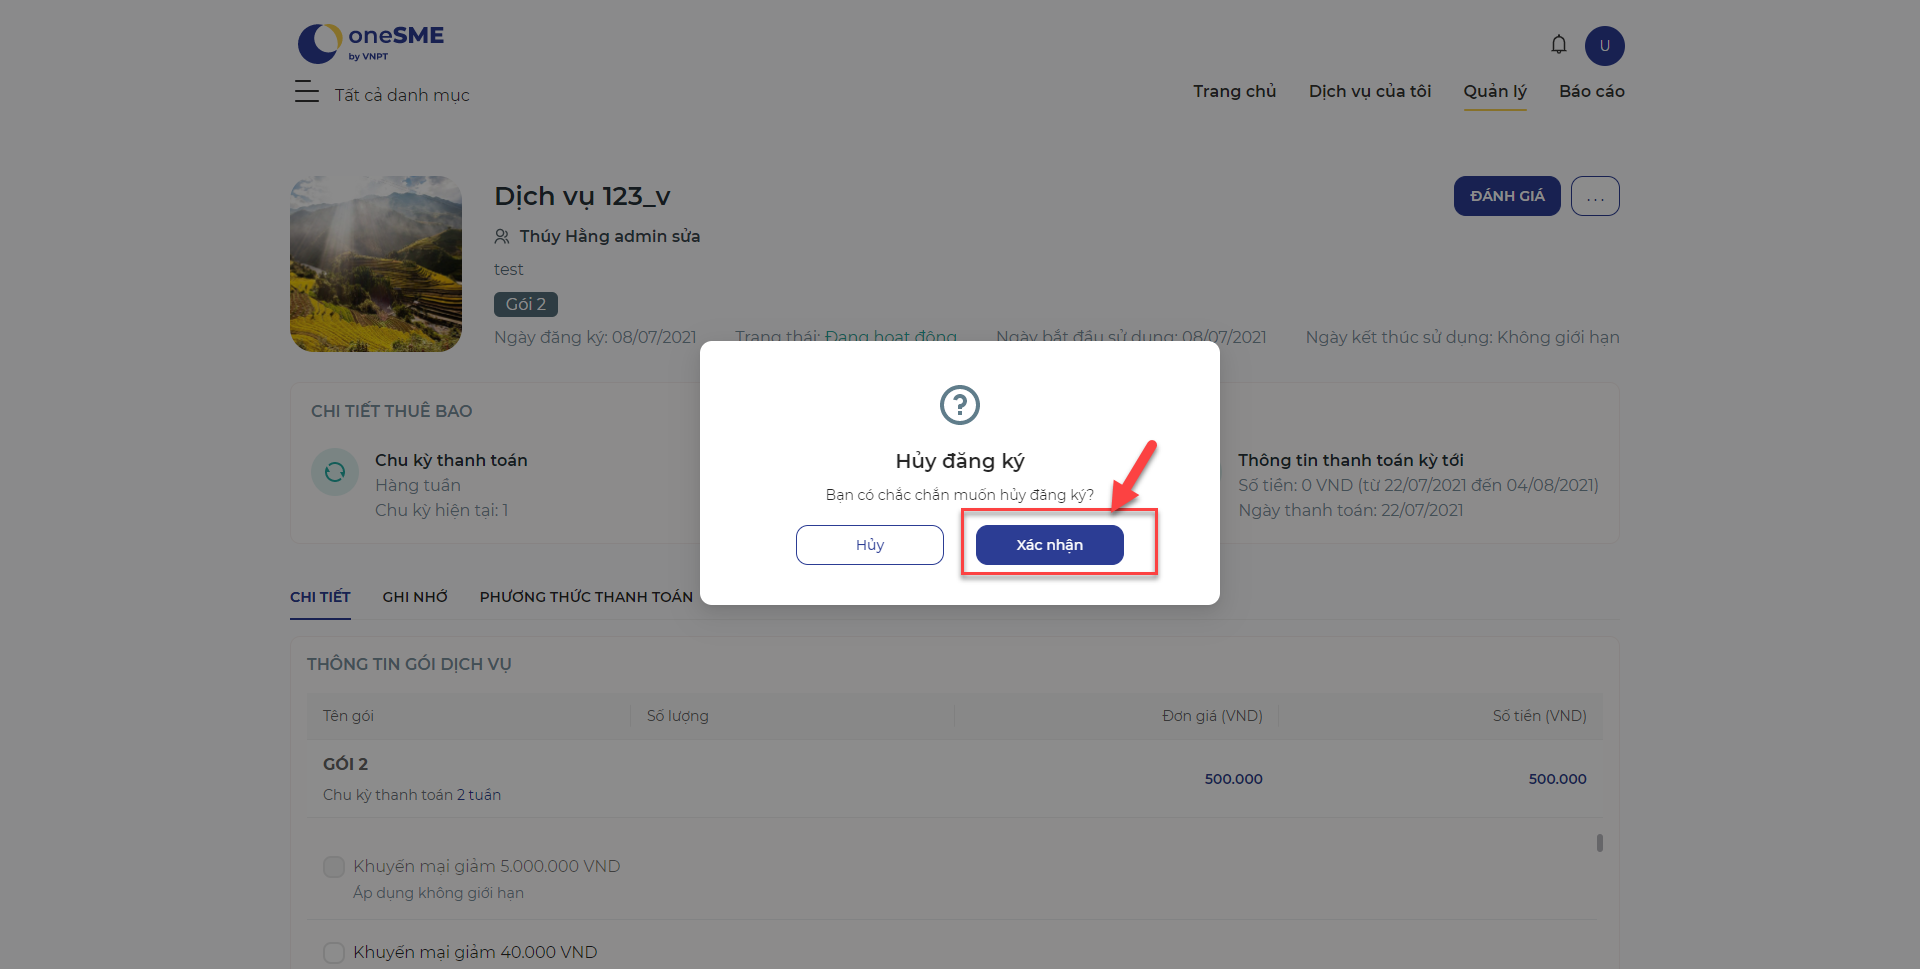 oneSME
by VNPT
U
Tất cả danh mục
Trang chủ
Dịch vụ của tôi
Quản lý
Báo cáo
Dịch vụ 123_v
ĐÁNH GIÁ
...
Thúy Hằng admin sửa
test
Gói 2
Ngày đăng ký: 08/07/2021
Trạng thái: Đang hoạt động
Ngày bắt đầu sử dụng: 08/07/2021
Ngày kết thúc sử dụng: Không giới hạn
CHI TIẾT THUÊ BAO
Chu kỳ thanh toán
Hàng tuần
Chu kỳ hiện tại: 1
Thông tin thanh toán kỳ tới
Số tiền: 0 VND (từ 22/07/2021 đến 04/08/2021)
Ngày thanh toán: 22/07/2021
?
Hủy đăng ký
Bạn có chắc chắn muốn hủy đăng ký?
Hủy
Xác nhận
CHI TIẾT
GHI NHỚ
PHƯƠNG THỨC THANH TOÁN
THÔNG TIN GÓI DỊCH VỤ
Tên gói
Số lượng
Đơn giá (VND)
Số tiền (VND)
GÓI 2
Chu kỳ thanh toán 2 tuần
500.000
500.000
Khuyến mại giảm 5.000.000 VND
Áp dụng không giới hạn
Khuyến mại giảm 40.000 VND